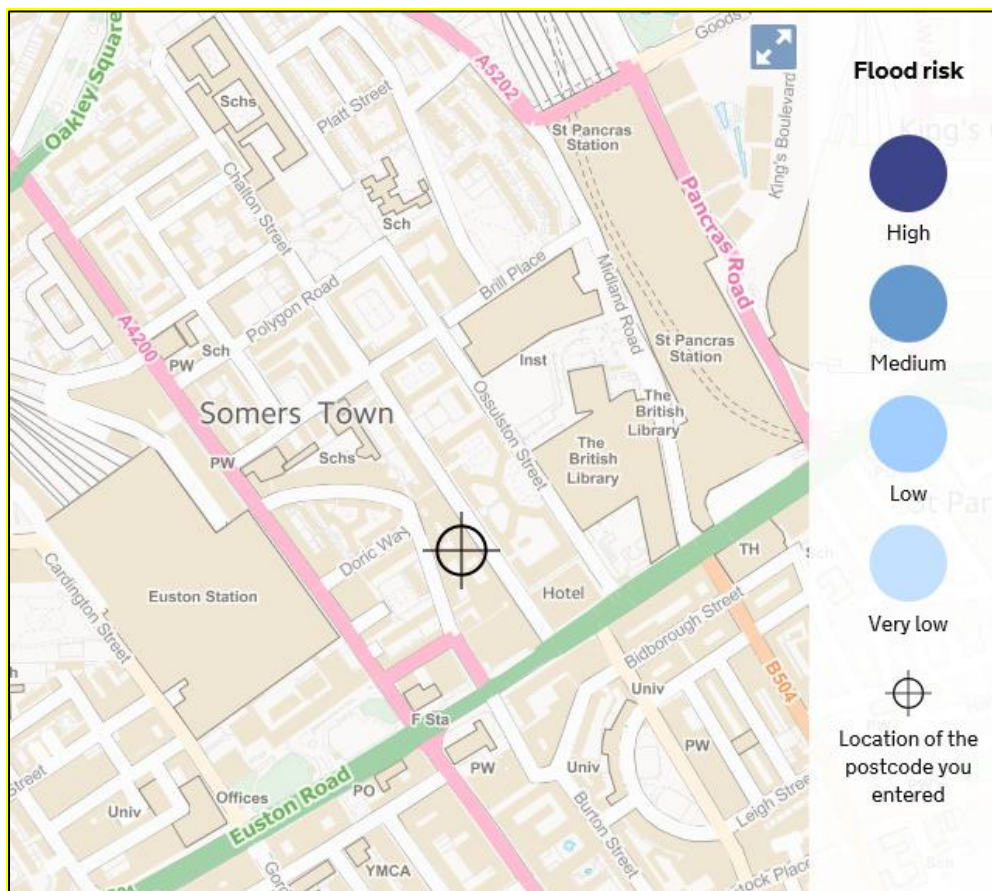 Oakley Square
Schs
Platt Street
A5202
Goods
St Pancras
Station
King's Boulevard
Chalton Street
Sch
Pancras Road
Brill Place
Midland Road
Polygon Road
A4200
PW
Sch
Inst
St Pancras
Station
Somers Town
Ossulston Street
The
British
Library
The
British
Library
PW
Schs
Doric Way
TH
Sch
Cardington Street
Euston Station
Hotel
Bidborough Street
Univ
B504
F Sta
PW
PW
Univ
Euston Road
Offices
PO
Univ
Burton Street
Leigh Street
YMCA
Street
Flood risk
High
Medium
Low
Very low
Location of the
postcode you
entered